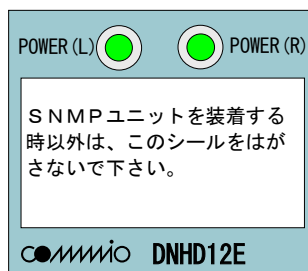 POWER(L) POWER(R)
SNMPユニットを装着する
時以外は、このシールをはが
さないで下さい。
commio DNHD12E